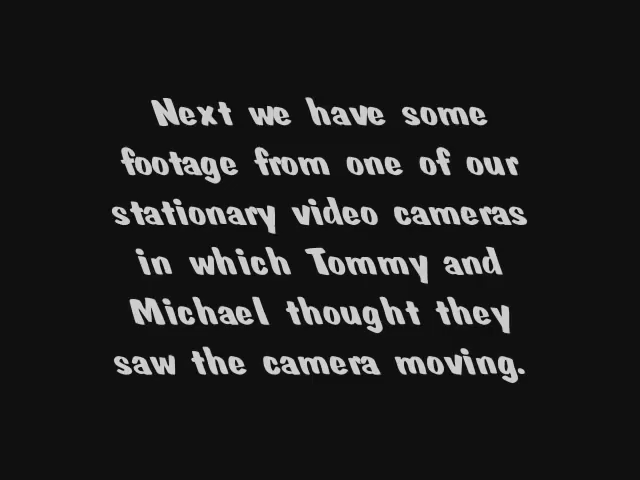 Next we have some
footage from one of our
stationary video cameras
in which Tommy and
Michael thought they
saw the camera moving.